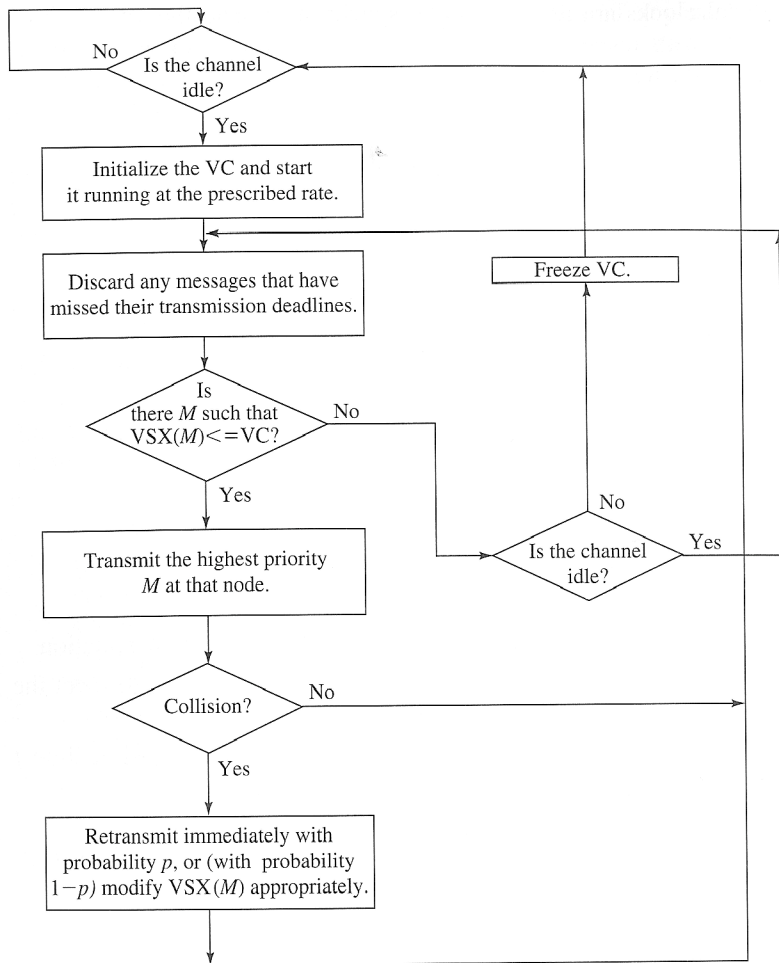 No
Is the channel
idle?
Yes
Initialize the VC and start
it running at the prescribed rate.
Discard any messages that have
missed their transmission deadlines.
Freeze VC.
Is
there M such that
VSX(M)<=VC?
No
Yes
No
Is the channel
idle?
Yes
Transmit the highest priority
M at that node.
Collision?
No
Yes
Retransmit immediately with
probability p, or (with probability
1−p) modify VSX(M) appropriately.